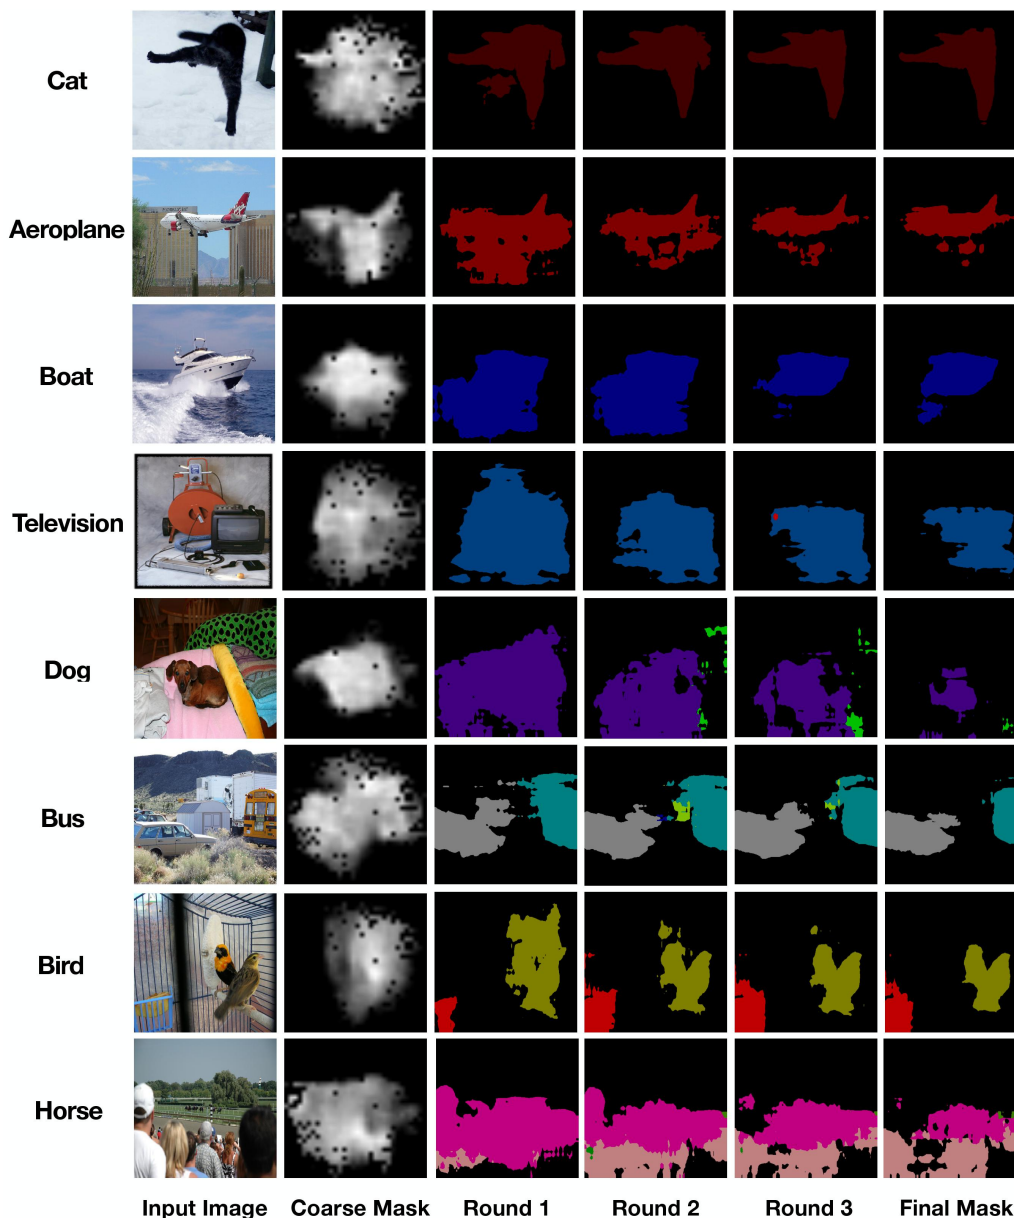 Cat
Aeroplane
Boat
Television
Dog
Bus
Bird
Horse
Input Image Coarse Mask Round 1 Round 2 Round 3 Final Mask